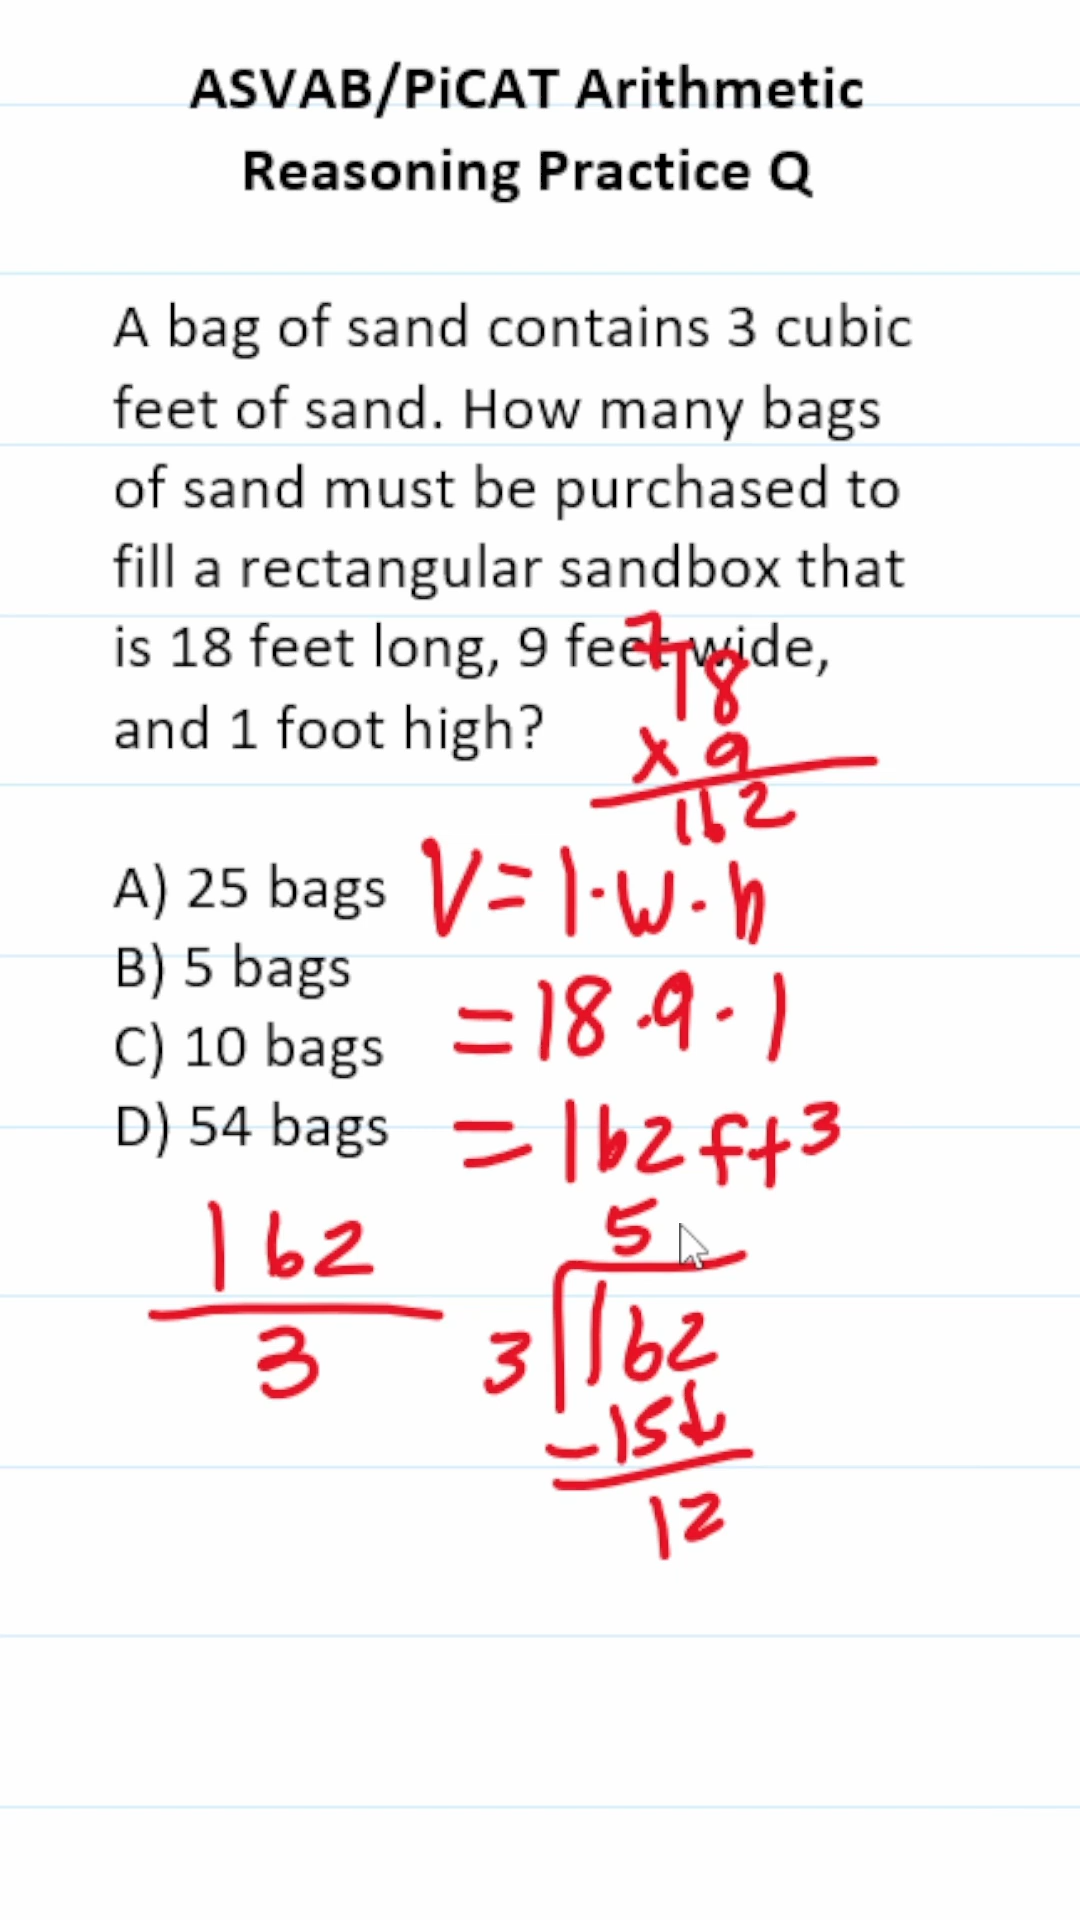 ASVAB/PiCAT Arithmetic
Reasoning Practice Q
A bag of sand contains 3 cubic
feet of sand. How many bags
of sand must be purchased to
fill a rectangular sandbox that
is 18 feet long, 9 feet wide,
and 1 foot high?
7
18
x 9
162
A) 25 bags
V = l · w · h
B) 5 bags
= 18 · 9 · 1
C) 10 bags
D) 54 bags
= 162 ft3
162
3
5
3 162
- 15↓
12